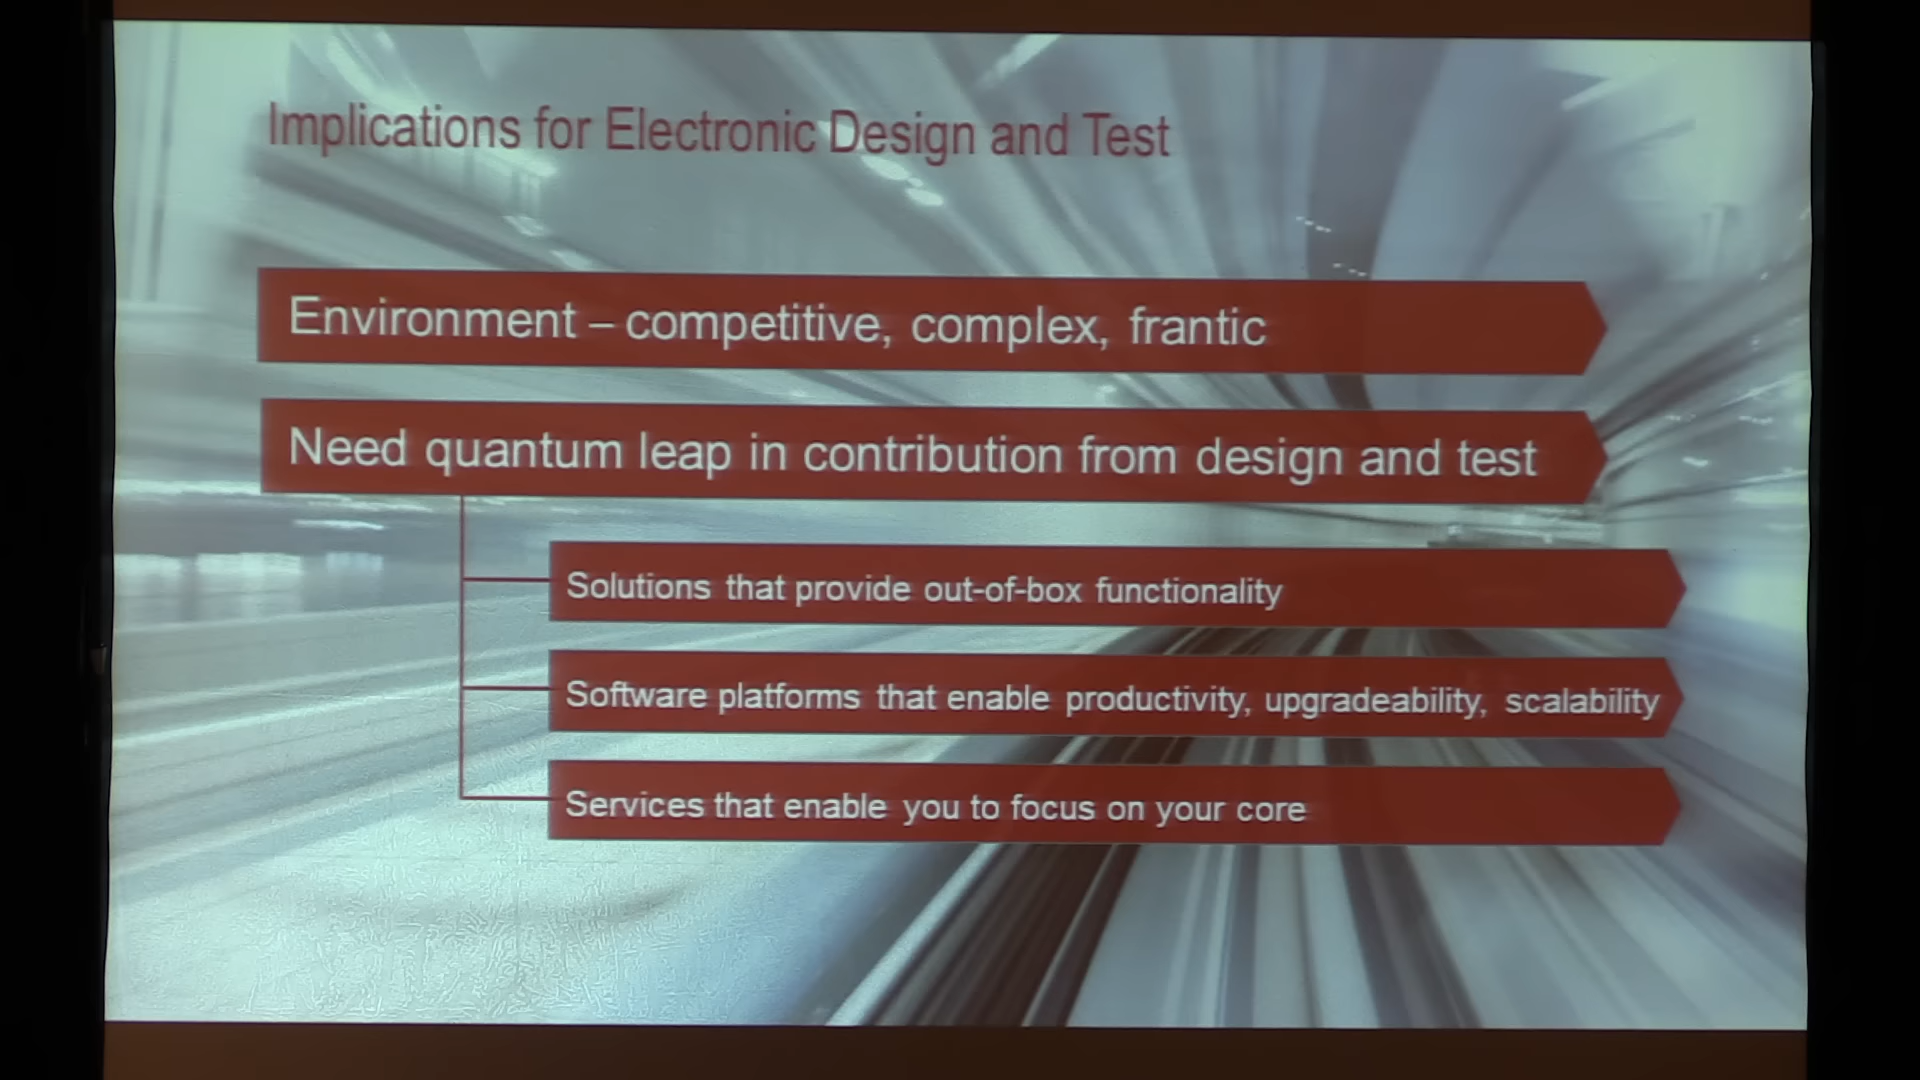 Implications for Electronic Design and Test
Environment – competitive, complex, frantic
Need quantum leap in contribution from design and test
Solutions that provide out-of-box functionality
Software platforms that enable productivity, upgradeability, scalability
Services that enable you to focus on your core